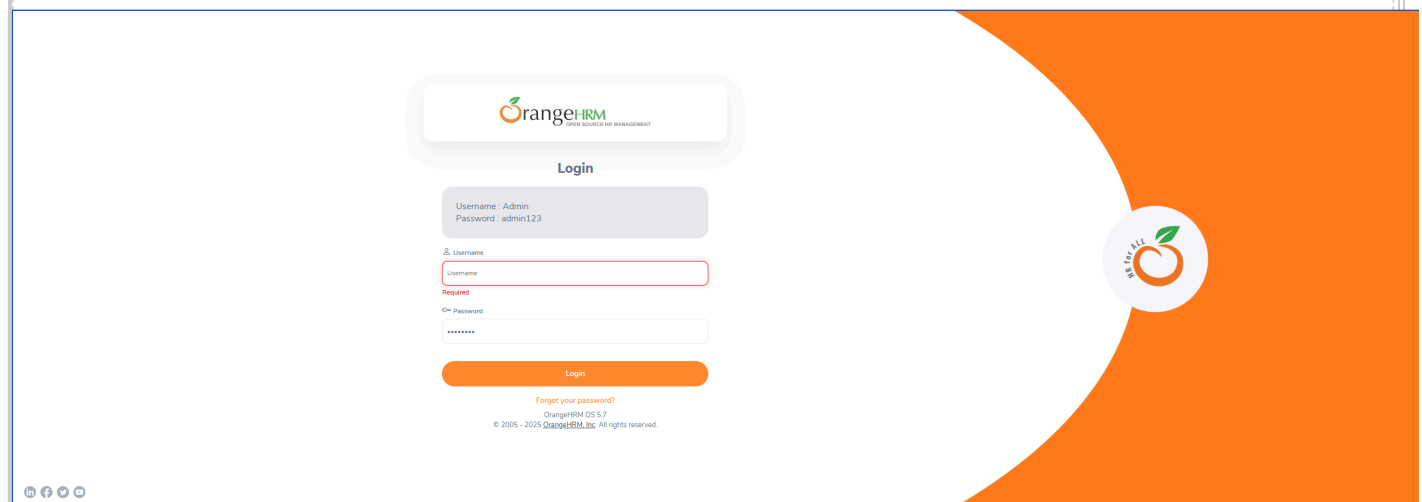 OrangeHRM
OPEN SOURCE HR MANAGEMENT
Login
Username : Admin
Password : admin123
Username
Username
Required
Password
••••••••
Login
Forgot your password?
OrangeHRM OS 5.7
© 2005 - 2025 OrangeHRM, Inc. All rights reserved.
HR for ALL